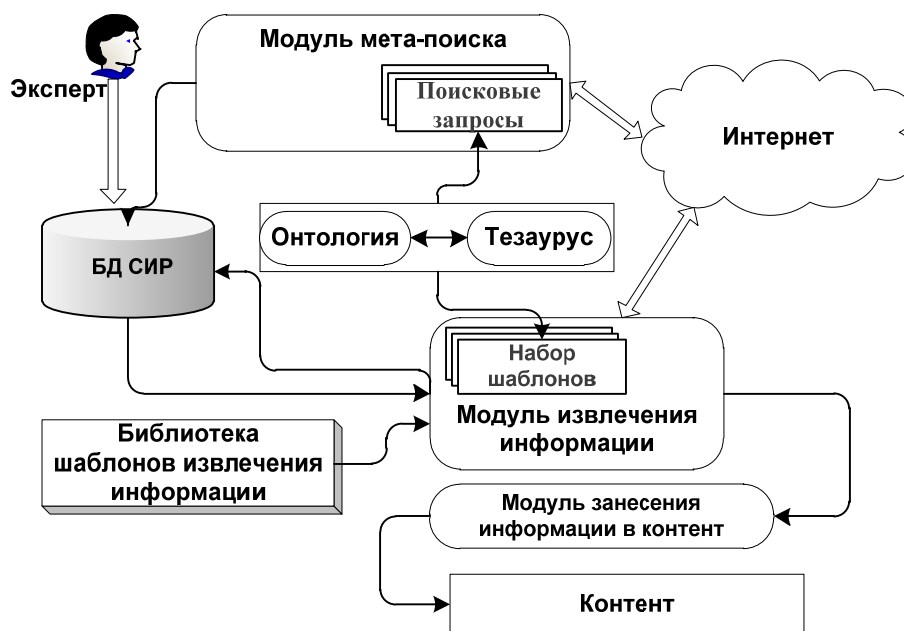 Модуль мета-поиска
Эксперт
Поисковые
запросы
Интернет
Онтология
Тезаурус
БД СИР
Набор
шаблонов
Модуль извлечения
информации
Библиотека
шаблонов извлечения
информации
Модуль занесения
информации в контент
Контент